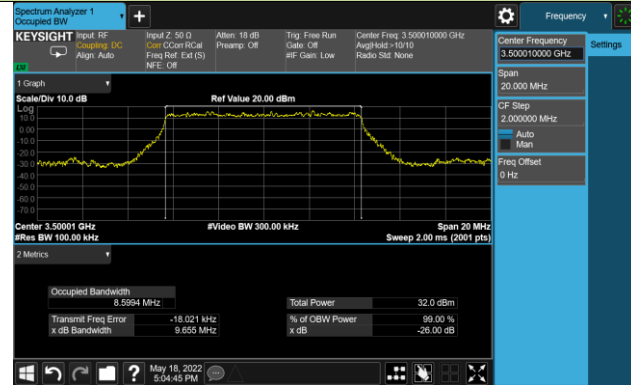 Spectrum Analyzer 1
Occupied BW
Frequency
KEYSIGHT
Input: RF
Coupling: DC
Align: Auto
Input Z: 50 Ω
Corr CCorr RCal
Freq Ref: Ext (S)
NFE: Off
Atten: 18 dB
Preamp: Off
Trig: Free Run
Gate: Off
#IF Gain: Low
Center Freq: 3.500010000 GHz
Avg|Hold:>10/10
Radio Std: None
LXI
Center Frequency
3.500010000 GHz
Settings
Span
20.000 MHz
CF Step
2.000000 MHz
Auto
Man
Freq Offset
0 Hz
1 Graph
Scale/Div 10.0 dB
Ref Value 20.00 dBm
Log
10.0
0.00
-10.0
-20.0
-30.0
-40.0
-50.0
-60.0
-70.0
Center 3.50001 GHz
#Video BW 300.00 kHz
Span 20 MHz
#Res BW 100.00 kHz
Sweep 2.00 ms (2001 pts)
2 Metrics
Occupied Bandwidth
8.5994 MHz
Total Power
32.0 dBm
Transmit Freq Error
-18.021 kHz
% of OBW Power
99.00 %
x dB Bandwidth
9.655 MHz
x dB
-26.00 dB
May 18, 2022
5:04:45 PM